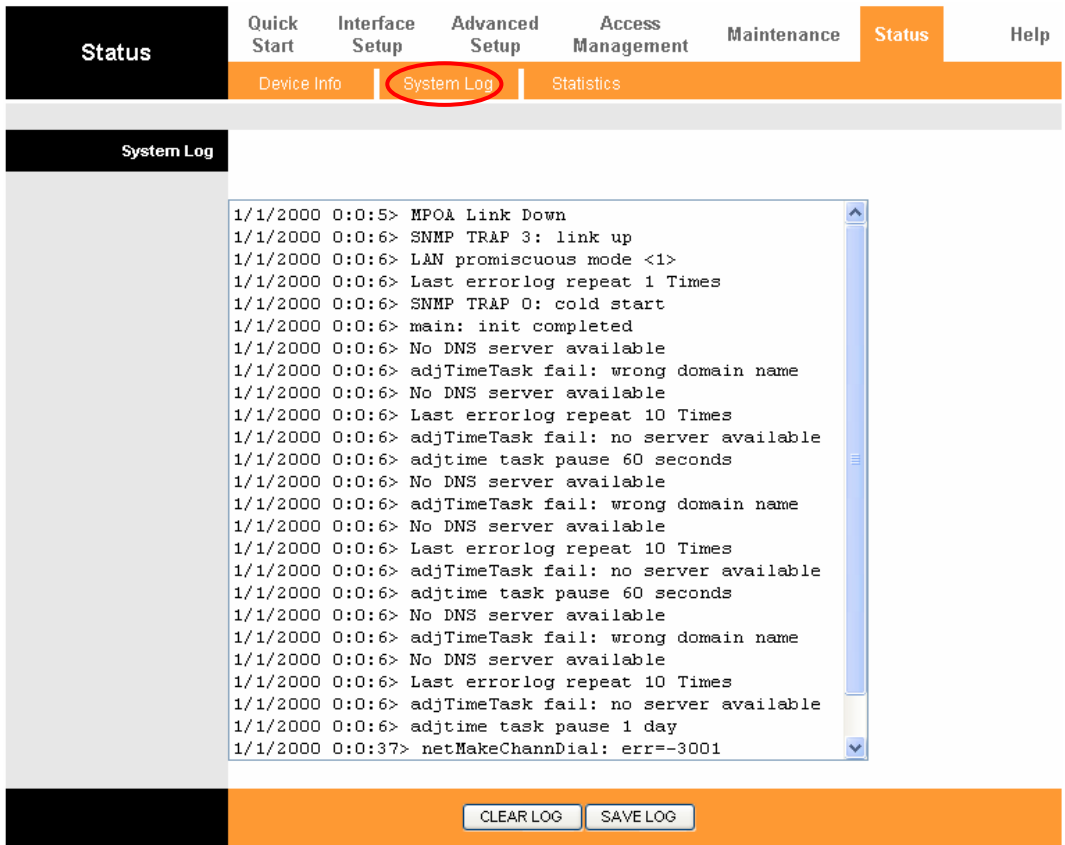 Status
Quick Start
Interface Setup
Advanced Setup
Access Management
Maintenance
Status
Help
Device Info
System Log
Statistics
System Log
1/1/2000 0:0:5> MPOA Link Down
1/1/2000 0:0:6> SNMP TRAP 3: link up
1/1/2000 0:0:6> LAN promiscuous mode <1>
1/1/2000 0:0:6> Last errorlog repeat 1 Times
1/1/2000 0:0:6> SNMP TRAP 0: cold start
1/1/2000 0:0:6> main: init completed
1/1/2000 0:0:6> No DNS server available
1/1/2000 0:0:6> adjTimeTask fail: wrong domain name
1/1/2000 0:0:6> No DNS server available
1/1/2000 0:0:6> Last errorlog repeat 10 Times
1/1/2000 0:0:6> adjTimeTask fail: no server available
1/1/2000 0:0:6> adjtime task pause 60 seconds
1/1/2000 0:0:6> No DNS server available
1/1/2000 0:0:6> adjTimeTask fail: wrong domain name
1/1/2000 0:0:6> No DNS server available
1/1/2000 0:0:6> Last errorlog repeat 10 Times
1/1/2000 0:0:6> adjTimeTask fail: no server available
1/1/2000 0:0:6> adjtime task pause 60 seconds
1/1/2000 0:0:6> No DNS server available
1/1/2000 0:0:6> adjTimeTask fail: wrong domain name
1/1/2000 0:0:6> No DNS server available
1/1/2000 0:0:6> Last errorlog repeat 10 Times
1/1/2000 0:0:6> adjTimeTask fail: no server available
1/1/2000 0:0:6> adjtime task pause 1 day
1/1/2000 0:0:37> netMakeChannDial: err=-3001
CLEAR LOG
SAVE LOG